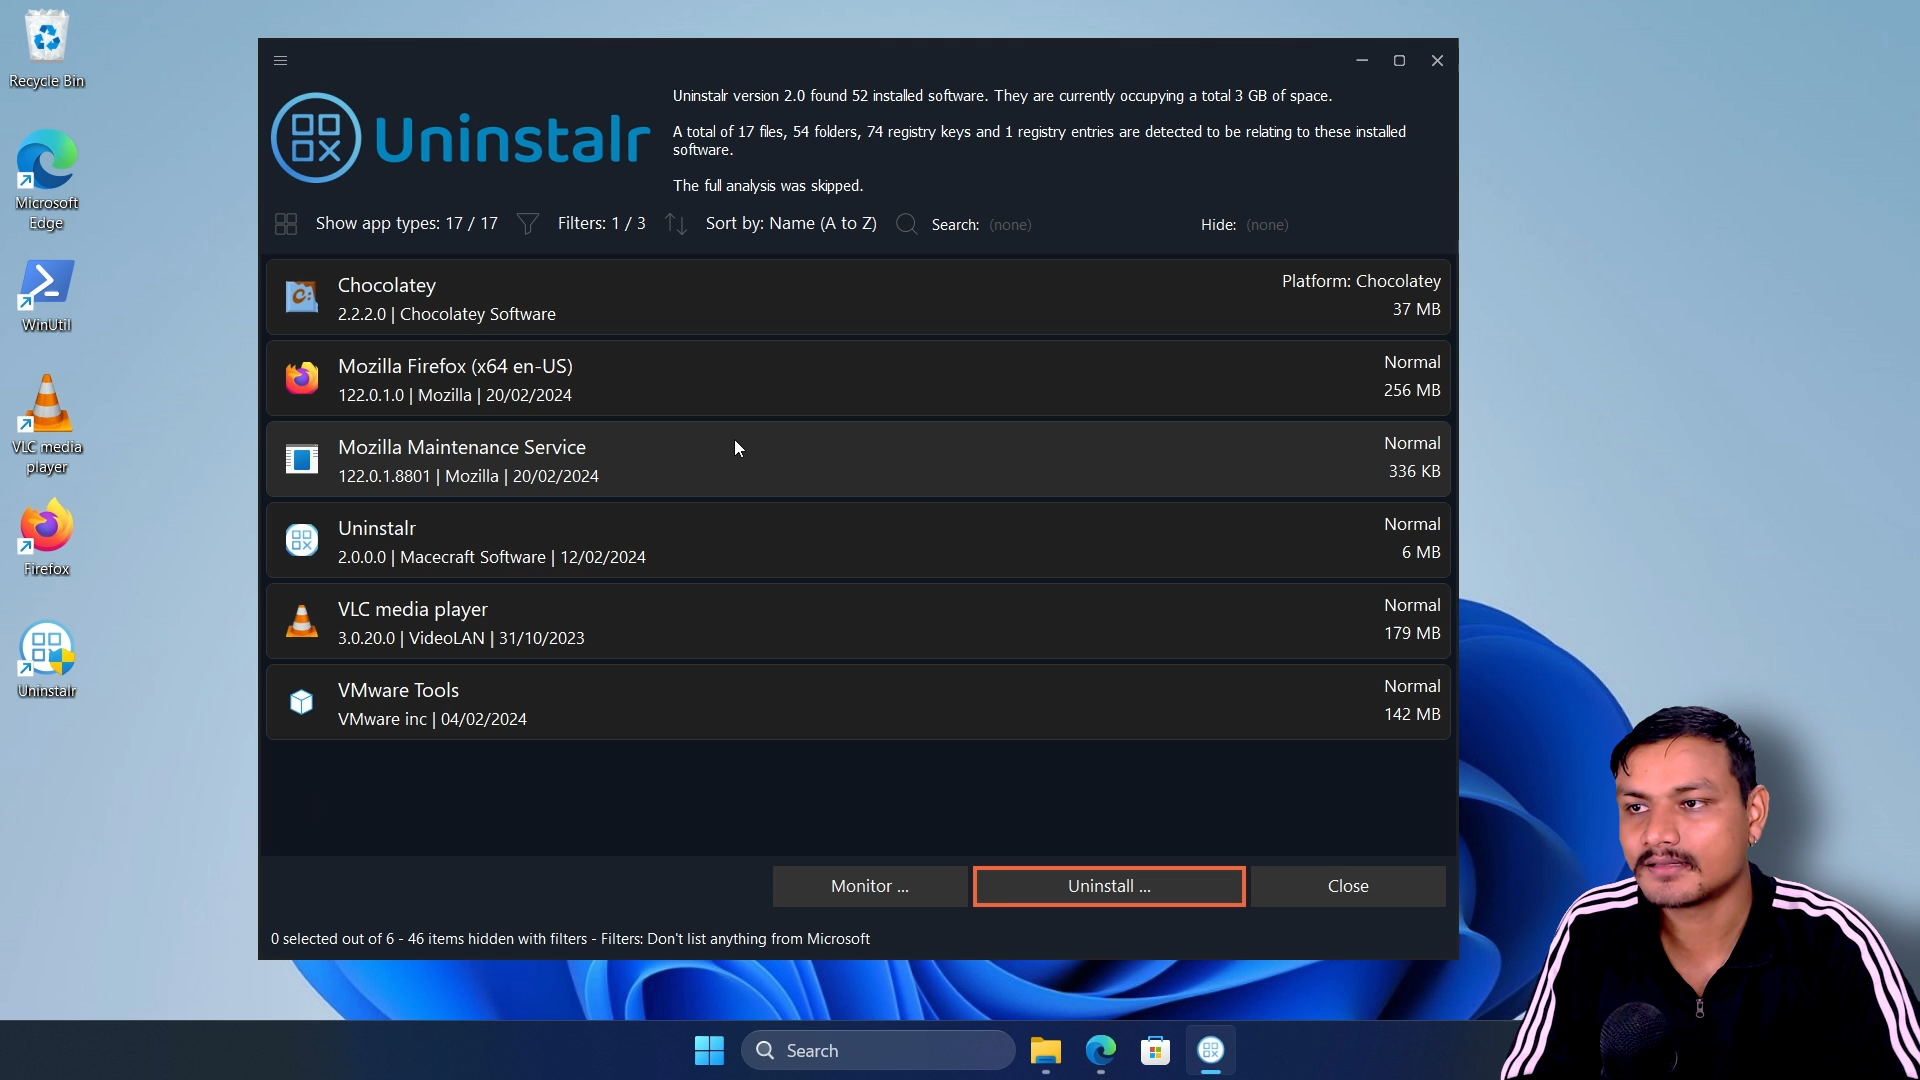 Recycle Bin
Microsoft
Edge
WinUtil
VLC media
player
Firefox
Uninstalr
Uninstalr
Uninstalr version 2.0 found 52 installed software. They are currently occupying a total 3 GB of space.
A total of 17 files, 54 folders, 74 registry keys and 1 registry entries are detected to be relating to these installed
software.
The full analysis was skipped.
Show app types: 17 / 17
Filters: 1 / 3
Sort by: Name (A to Z)
Search: (none)
Hide: (none)
Chocolatey
2.2.2.0 | Chocolatey Software
Platform: Chocolatey
37 MB
Mozilla Firefox (x64 en-US)
122.0.1.0 | Mozilla | 20/02/2024
Normal
256 MB
Mozilla Maintenance Service
122.0.1.8801 | Mozilla | 20/02/2024
Normal
336 KB
Uninstalr
2.0.0.0 | Macecraft Software | 12/02/2024
Normal
6 MB
VLC media player
3.0.20.0 | VideoLAN | 31/10/2023
Normal
179 MB
VMware Tools
VMware inc | 04/02/2024
Normal
142 MB
Monitor ...
Uninstall ...
Close
0 selected out of 6 - 46 items hidden with filters - Filters: Don't list anything from Microsoft
Search